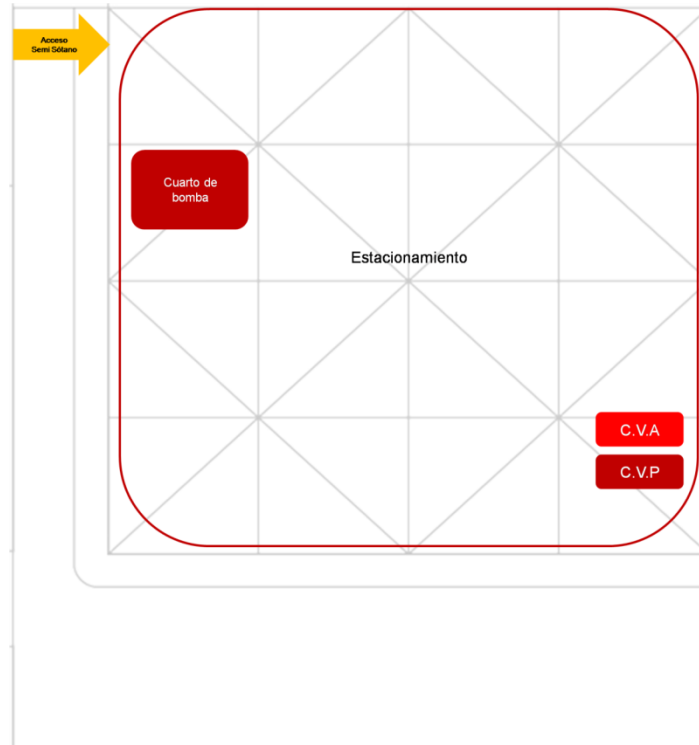 Acceso
Semi Sótano
Cuarto de
bomba
Estacionamiento
C.V.A
C.V.P